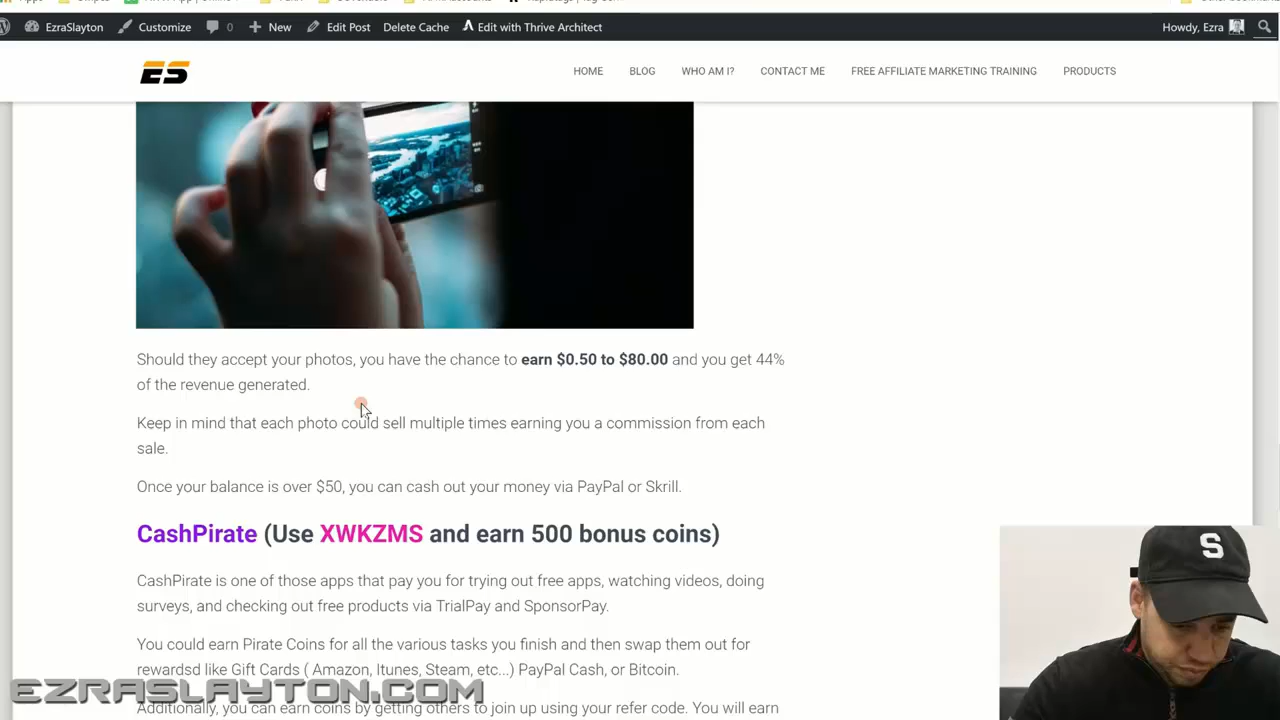 EzraSlayton Customize 0 New Edit Post Delete Cache Edit with Thrive Architect Howdy, Ezra
ES HOME BLOG WHO AM I? CONTACT ME FREE AFFILIATE MARKETING TRAINING PRODUCTS
Should they accept your photos, you have the chance to earn $0.50 to $80.00 and you get 44%
of the revenue generated.
Keep in mind that each photo could sell multiple times earning you a commission from each
sale.
Once your balance is over $50, you can cash out your money via PayPal or Skrill.
CashPirate (Use XWKZMS and earn 500 bonus coins)
CashPirate is one of those apps that pay you for trying out free apps, watching videos, doing
surveys, and checking out free products via TrialPay and SponsorPay.
You could earn Pirate Coins for all the various tasks you finish and then swap them out for
rewardsd like Gift Cards ( Amazon, Itunes, Steam, etc...) PayPal Cash, or Bitcoin.
Additionally, you can earn coins by getting others to join up using your refer code. You will earn
EZRASLAYTON.COM
S